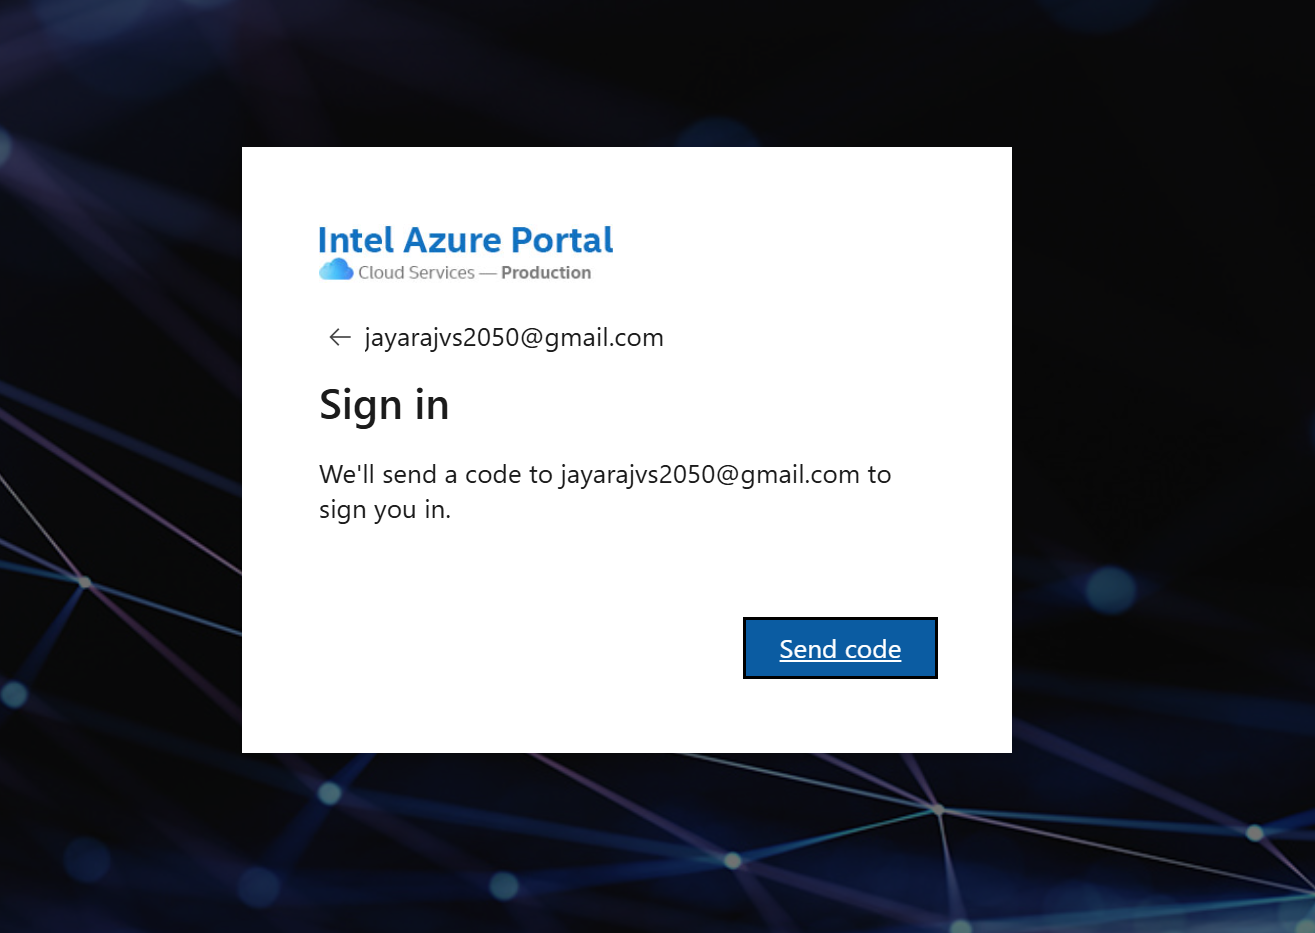 Intel Azure Portal
Cloud Services — Production
← jayarajvs2050@gmail.com
Sign in
We'll send a code to jayarajvs2050@gmail.com to
sign you in.
Send code